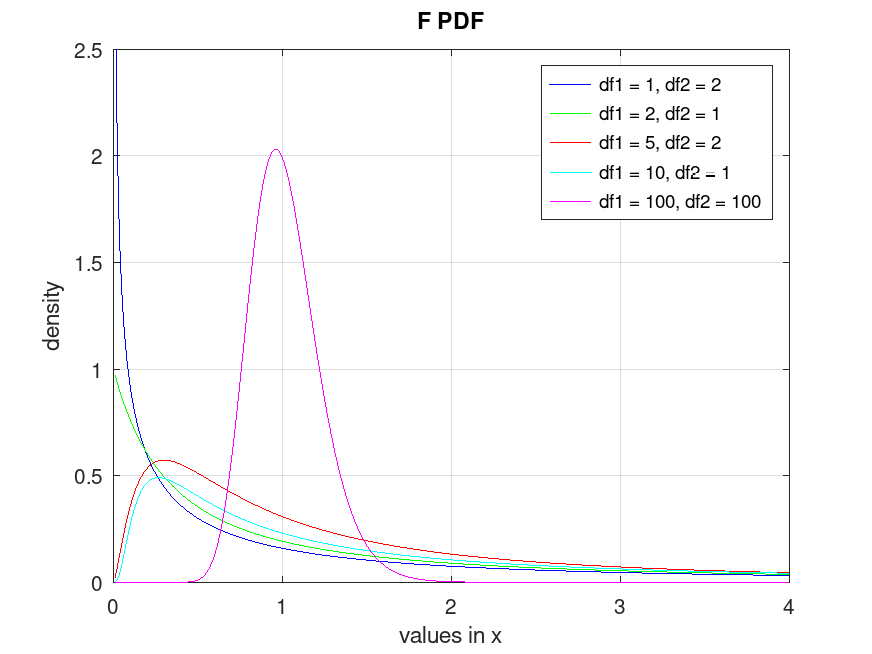 F PDF
2.5
2
1.5
1
0.5
0
density
df1 = 1, df2 = 2
df1 = 2, df2 = 1
df1 = 5, df2 = 2
df1 = 10, df2 = 1
df1 = 100, df2 = 100
0 1 2 3 4
values in x